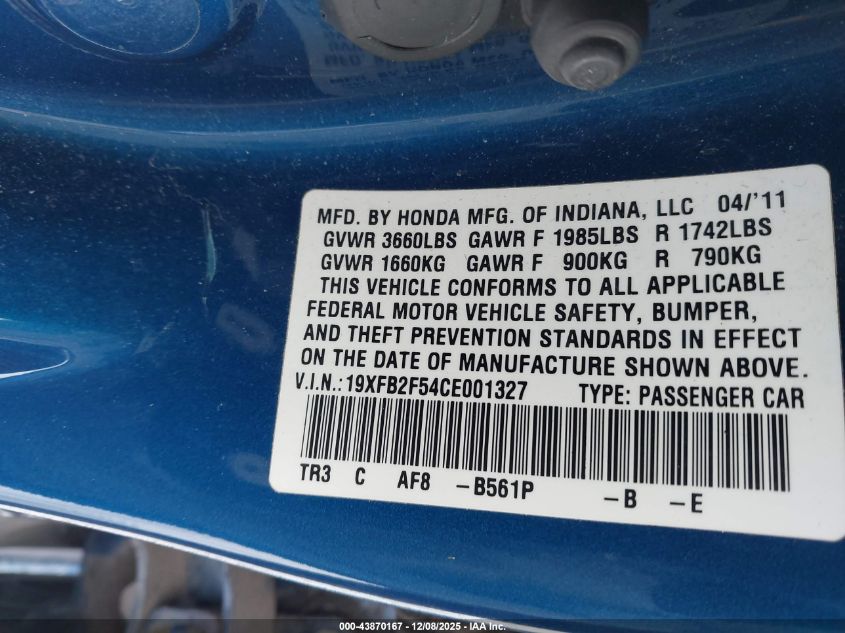 MFD. BY HONDA MFG. OF INDIANA, LLC 04/'11
GVWR 3660LBS GAWR F 1985LBS R 1742LBS
GVWR 1660KG GAWR F 900KG R 790KG
THIS VEHICLE CONFORMS TO ALL APPLICABLE
FEDERAL MOTOR VEHICLE SAFETY, BUMPER,
AND THEFT PREVENTION STANDARDS IN EFFECT
ON THE DATE OF MANUFACTURE SHOWN ABOVE.
V.I.N.:19XFB2F54CE001327 TYPE: PASSENGER CAR
TR3 C AF8 -B561P -B -E
000-43870167 • 12/08/2025 • © IAA Inc.